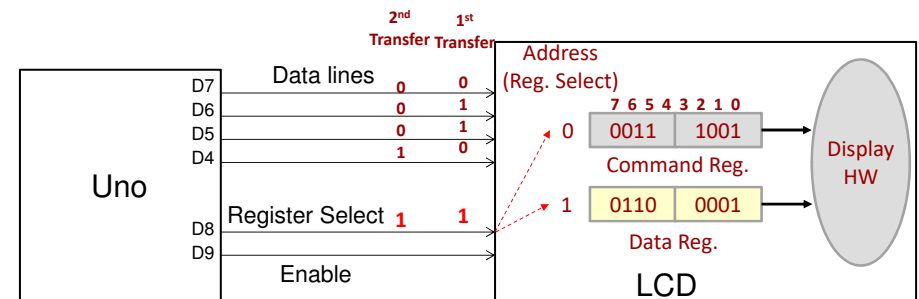 2nd 1st
Transfer Transfer
Address
(Reg. Select)
Data lines
D7 0 0
D6 0 1
D5 0 1
D4 1 0
7 6 5 4 3 2 1 0
0 0011 1001
Command Reg.
Display
HW
Uno
1 0110 0001
Data Reg.
Register Select 1 1
D8
D9
Enable
LCD